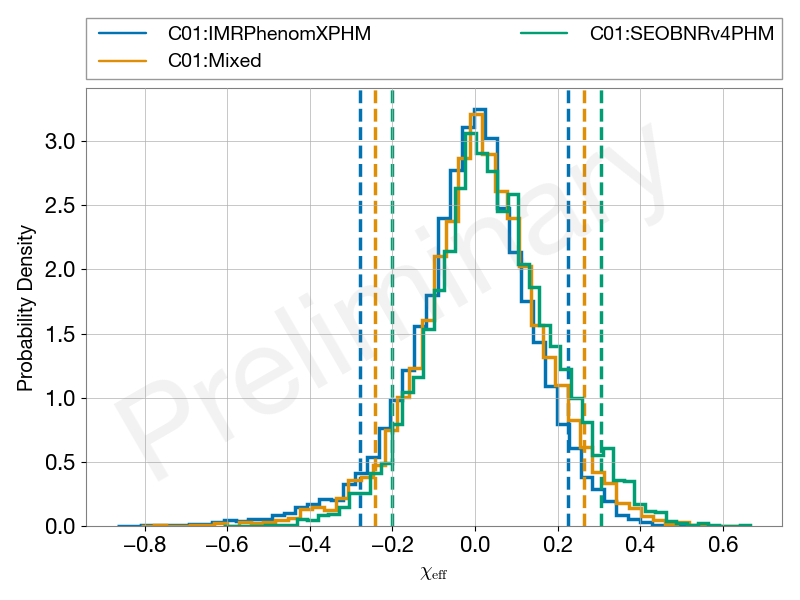 C01:IMRPhenomXPHM
C01:Mixed
C01:SEOBNRv4PHM
Preliminary
Probability Density
3.0
2.5
2.0
1.5
1.0
0.5
0.0
−0.8 −0.6 −0.4 −0.2 0.0 0.2 0.4 0.6
χeff